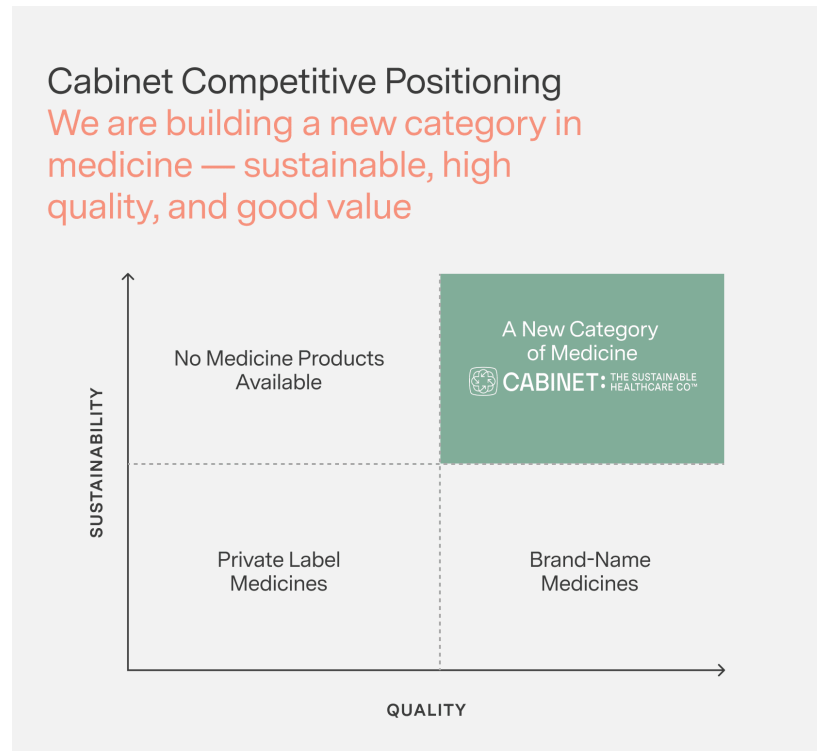 Cabinet Competitive Positioning
We are building a new category in
medicine — sustainable, high
quality, and good value
No Medicine Products
Available
A New Category
of Medicine
CABINET: THE SUSTAINABLE
HEALTHCARE CO™
SUSTAINABILITY
Private Label
Medicines
Brand-Name
Medicines
QUALITY